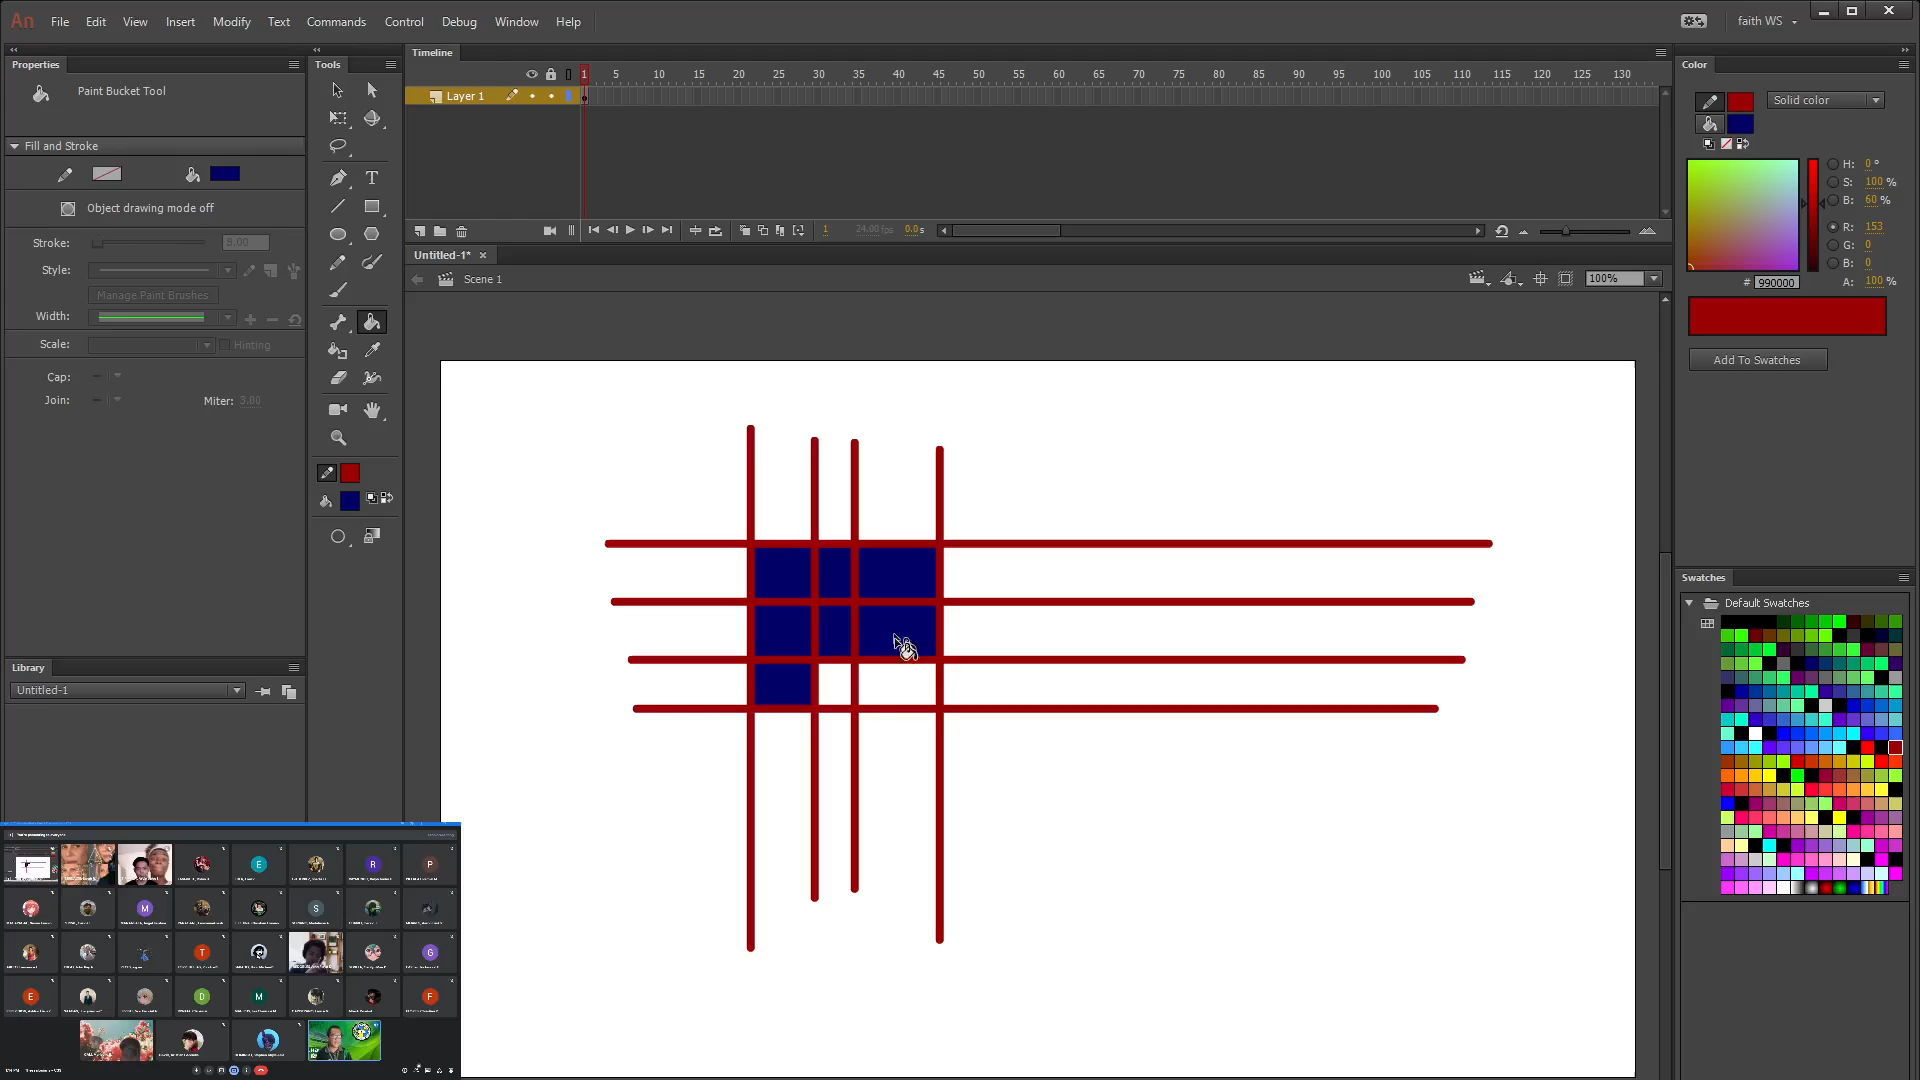 An File Edit View Insert Modify Text Commands Control Debug Window Help faith WS
Properties
Tools
Timeline
Color
Paint Bucket Tool
1 5 10 15 20 25 30 35 40 45 50 55 60 65 70 75 80 85 90 95 100 105 110 115 120 125 130
Layer 1
Solid color
Fill and Stroke
Object drawing mode off
H: 0 °
S: 100 %
B: 60 %
R: 153
G: 0
B: 0
A: 100 %
# 990000
1 24.00 fps 0.0s
Stroke: 8.00
Untitled-1*
Style:
Scene 1
100%
Manage Paint Brushes
Width:
Scale: Hinting
Add To Swatches
Cap:
Join: Miter: 3.00
T
Swatches
Default Swatches
Library
Untitled-1
E R P
M S
T G
E D M F